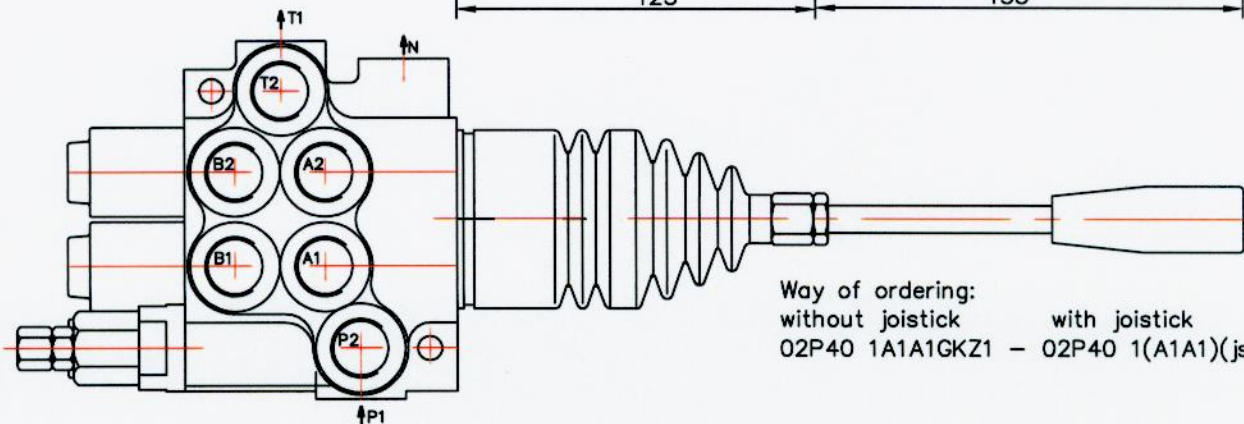 T1
N
T2
B2
A2
B1
A1
P2
P1
Way of ordering:
without joistick with joistick
02P40 1A1A1GKZ1 – 02P40 1(A1A1)(js